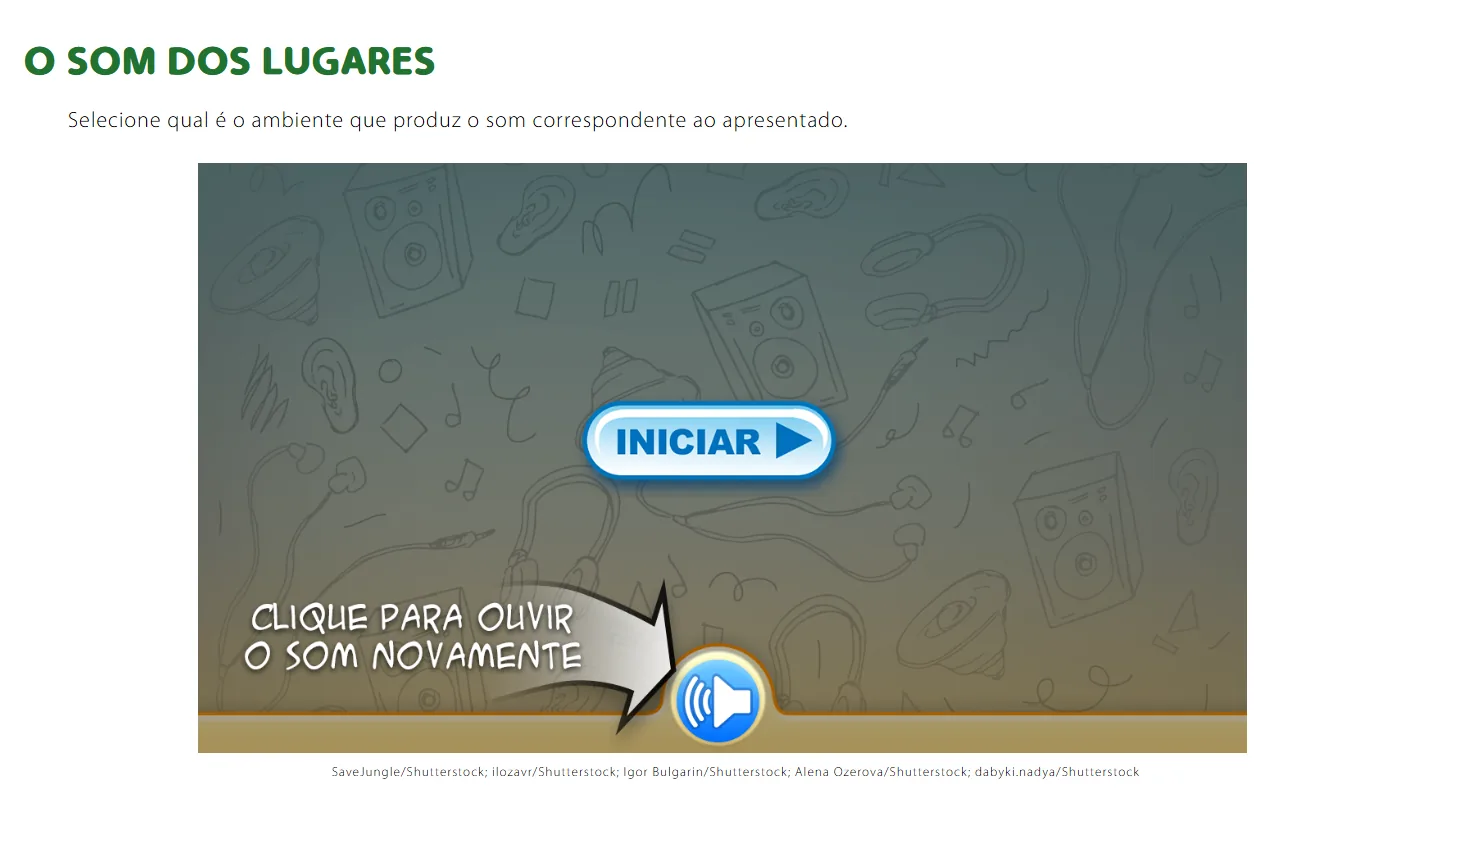 O SOM DOS LUGARES
Selecione qual é o ambiente que produz o som correspondente ao apresentado.
INICIAR
CLIQUE PARA OUVIR
O SOM NOVAMENTE
SaveJungle/Shutterstock; ilozavr/Shutterstock; Igor Bulgarin/Shutterstock; Alena Ozerova/Shutterstock; dabyki.nadya/Shutterstock